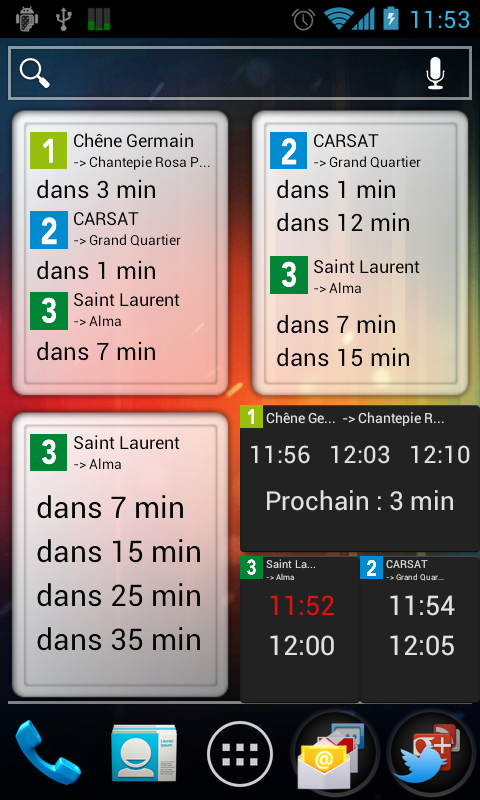 11:53
1 Chêne Germain
-> Chantepie Rosa P...
dans 3 min
2 CARSAT
-> Grand Quartier
dans 1 min
3 Saint Laurent
-> Alma
dans 7 min
2 CARSAT
-> Grand Quartier
dans 1 min
dans 12 min
3 Saint Laurent
-> Alma
dans 7 min
dans 15 min
3 Saint Laurent
-> Alma
dans 7 min
dans 15 min
dans 25 min
dans 35 min
1 Chêne Ge... -> Chantepie R...
11:56 12:03 12:10
Prochain : 3 min
3 Saint La...
-> Alma
11:52
12:00
2 CARSAT
-> Grand Quar...
11:54
12:05
@